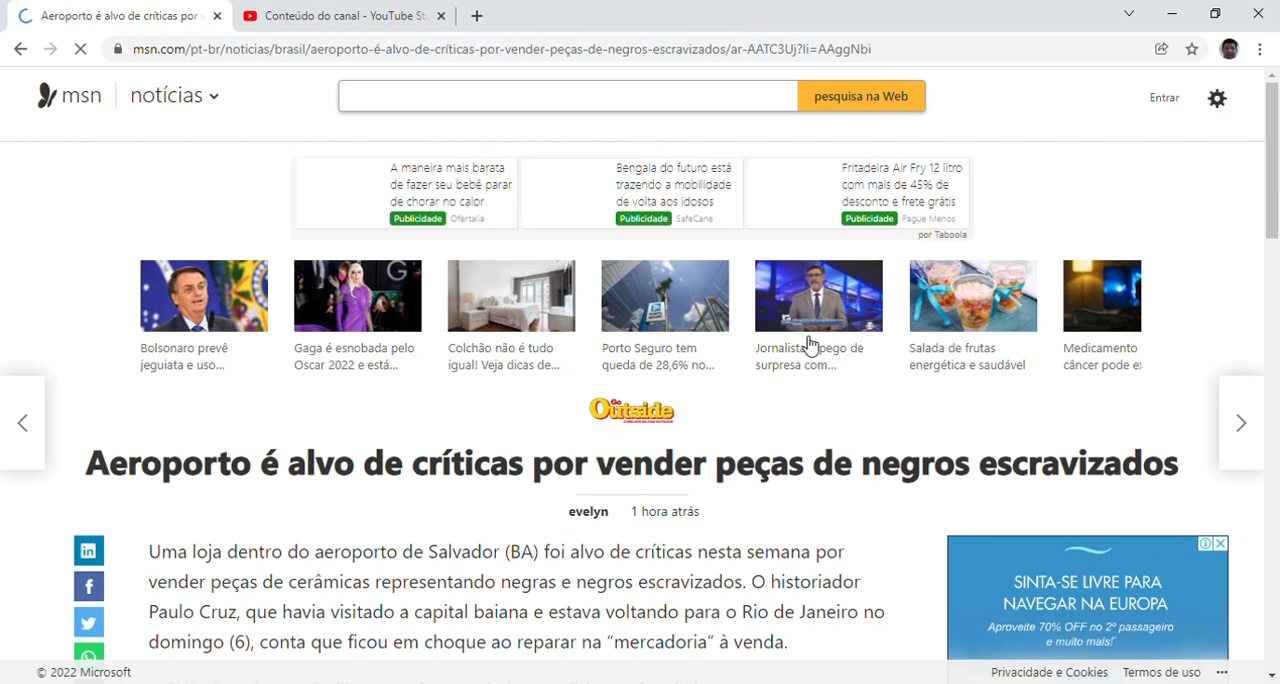 Aeroporto é alvo de críticas por v
Conteúdo do canal - YouTube St
msn.com/pt-br/noticias/brasil/aeroporto-é-alvo-de-críticas-por-vender-peças-de-negros-escravizados/ar-AATC3Uj?li=AAggNbi
msn
notícias
pesquisa na Web
Entrar
A maneira mais barata
de fazer seu bebê parar
de chorar no calor
Publicidade Ofertalia
Bengala do futuro está
trazendo a mobilidade
de volta aos idosos
Publicidade SafeCane
Fritadeira Air Fry 12 litro
com mais de 45% de
desconto e frete grátis
Publicidade Pague Menos
por Taboola
Bolsonaro prevê
jeguiata e uso...
Gaga é esnobada pelo
Oscar 2022 e está...
Colchão não é tudo
igual! Veja dicas de...
Porto Seguro tem
queda de 28,6% no...
Jornalista pego de
surpresa com...
Salada de frutas
energética e saudável
Medicamento
câncer pode e
Go
Outside
Aeroporto é alvo de críticas por vender peças de negros escravizados
evelyn 1 hora atrás
Uma loja dentro do aeroporto de Salvador (BA) foi alvo de críticas nesta semana por
vender peças de cerâmicas representando negras e negros escravizados. O historiador
Paulo Cruz, que havia visitado a capital baiana e estava voltando para o Rio de Janeiro no
domingo (6), conta que ficou em choque ao reparar na “mercadoria” à venda.
SINTA-SE LIVRE PARA
NAVEGAR NA EUROPA
Aproveite 70% OFF no 2º passageiro
e muito mais!
© 2022 Microsoft
Privacidade e Cookies
Termos de uso